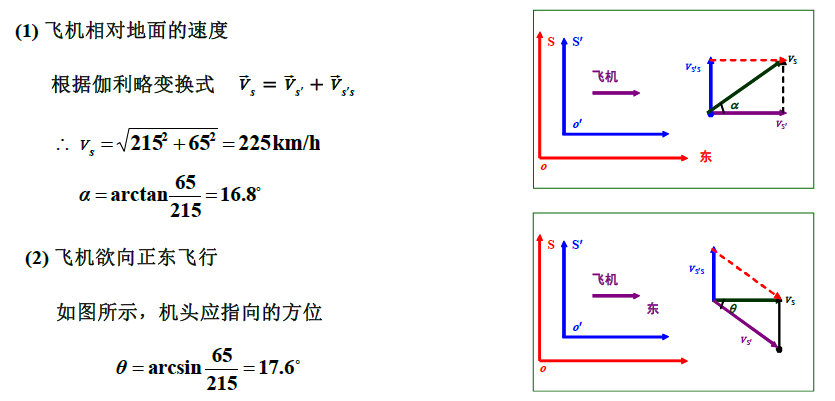 (1) 飞机相对地面的速度
根据伽利略变换式 $\vec{V}_s = \vec{V}_{s'} + \vec{V}_{s's}$
∴ $v_s = \sqrt{215^2 + 65^2} = 225$ km/h
$\alpha = \arctan\frac{65}{215} = 16.8^\circ$
(2) 飞机欲向正东飞行
如图所示，机头应指向的方位
$\theta = \arcsin\frac{65}{215} = 17.6^\circ$
S S′
飞机
o′
o
东
$v_{s's}$
$v_s$
α
$v_{s'}$
S S′
飞机
东
o′
o
$v_{s's}$
$v_s$
θ
$v_{s'}$